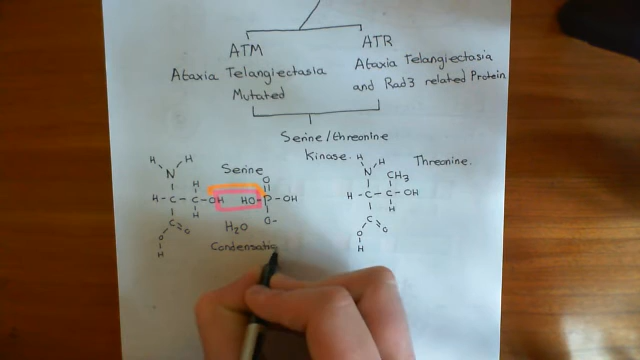 ATM
ATR
Ataxia Telangiectasia
Mutated
Ataxia Telangiectasia
and Rad3 related Protein
Serine/threonine
Kinase.
Serine
Threonine.
H H
N
H
H - C - C - OH HO - P - OH
H
O
O-
C O
O
H
H2O
Condensatio
H H
N
CH3
H - C - C - OH
H
C O
O
H